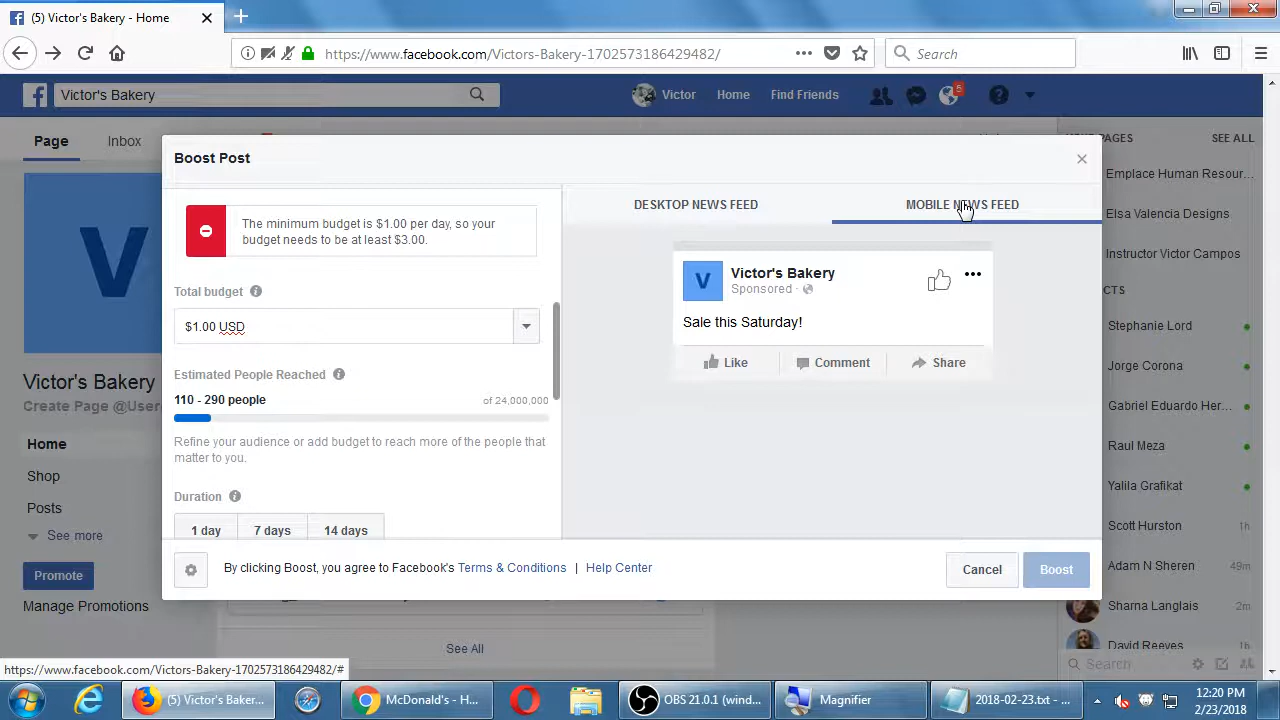 (5) Victor's Bakery - Home
https://www.facebook.com/Victors-Bakery-1702573186429482/
Search
Victor's Bakery
Victor
Home
Find Friends
5
Page
Inbox
PAGES
SEE ALL
Boost Post
Emplace Human Resour...
Elsa Valencia Designs
Instructor Victor Campos
Stephanie Lord
Jorge Correa
Gabriel Eduardo Her...
Raul Meza
Yalila Grafikat
Scott Hurston
1h
Adam N Sheren
49m
Sharna Langlais
2m
David Reeves
1h
Search
V
Victor's Bakery
Create Page @User
Home
Shop
Posts
See more
Promote
Manage Promotions
The minimum budget is $1.00 per day, so your
budget needs to be at least $3.00.
Total budget
$1.00 USD
Estimated People Reached
110 - 290 people
of 24,000,000
Refine your audience or add budget to reach more of the people that
matter to you.
Duration
1 day
7 days
14 days
DESKTOP NEWS FEED
MOBILE NEWS FEED
V
Victor's Bakery
Sponsored
Sale this Saturday!
Like
Comment
Share
By clicking Boost, you agree to Facebook's Terms & Conditions | Help Center
Cancel
Boost
See All
https://www.facebook.com/Victors-Bakery-1702573186429482/#
(5) Victor's Baker...
McDonald's - H...
OBS 21.0.1 (wind...
Magnifier
2018-02-23.txt - ...
12:20 PM
2/23/2018